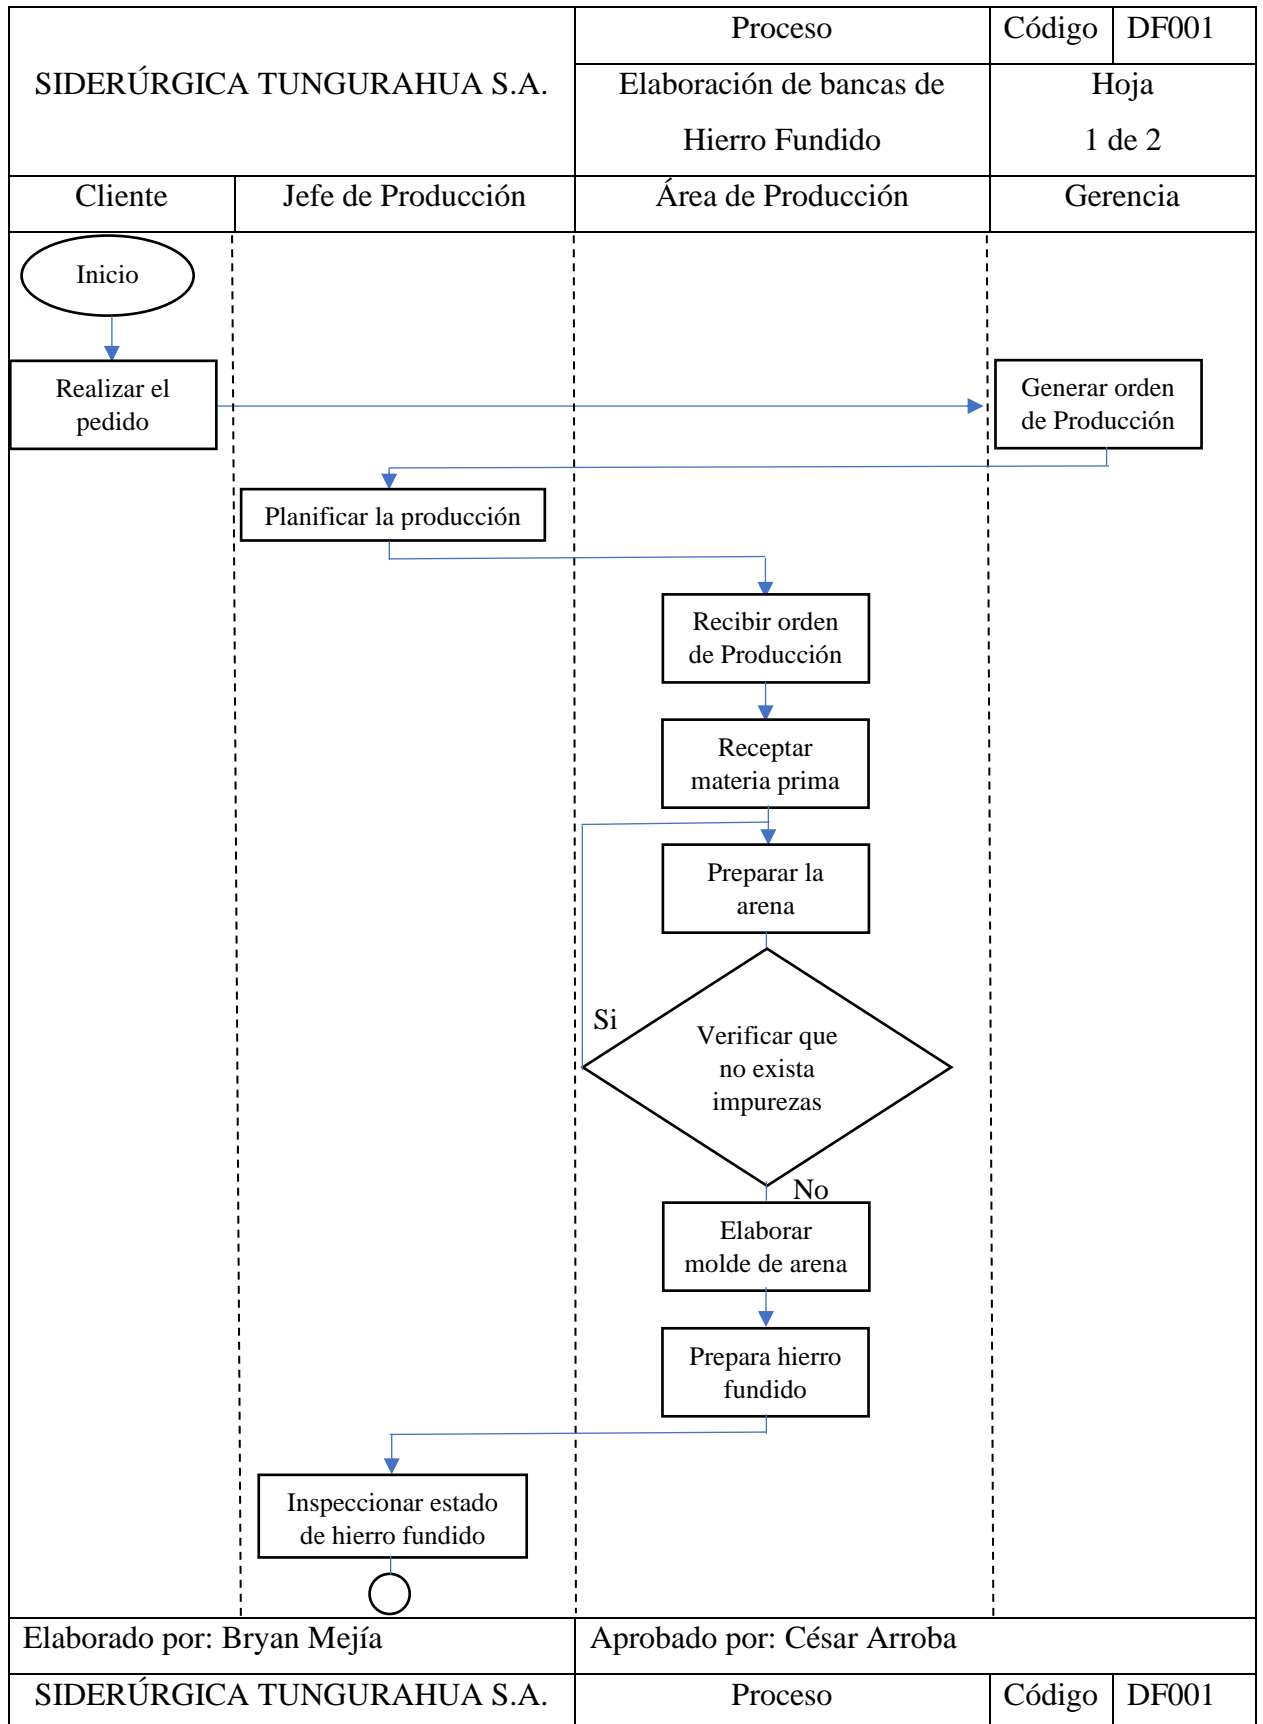 SIDERÚRGICA TUNGURAHUA S.A.
Proceso
Código
DF001
Elaboración de bancas de
Hierro Fundido
Hoja
1 de 2
Cliente
Jefe de Producción
Área de Producción
Gerencia
Inicio
Realizar el
pedido
Generar orden
de Producción
Planificar la producción
Recibir orden
de Producción
Receptar
materia prima
Preparar la
arena
Si
Verificar que
no exista
impurezas
No
Elaborar
molde de arena
Prepara hierro
fundido
Inspeccionar estado
de hierro fundido
Elaborado por: Bryan Mejía
Aprobado por: César Arroba
SIDERÚRGICA TUNGURAHUA S.A.
Proceso
Código
DF001